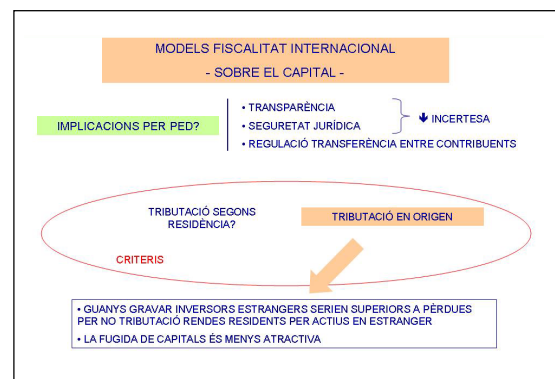 MODELS FISCALITAT INTERNACIONAL
- SOBRE EL CAPITAL -
IMPLICACIONS PER PED?
• TRANSPARÈNCIA
• SEGURETAT JURÍDICA
🡻 INCERTESA
• REGULACIÓ TRANSFERÈNCIA ENTRE CONTRIBUENTS
TRIBUTACIÓ SEGONS
RESIDÈNCIA?
TRIBUTACIÓ EN ORIGEN
CRITERIS
• GUANYS GRAVAR INVERSORS ESTRANGERS SERIEN SUPERIORS A PÈRDUES
PER NO TRIBUTACIÓ RENDES RESIDENTS PER ACTIUS EN ESTRANGER
• LA FUGIDA DE CAPITALS ÉS MENYS ATRACTIVA